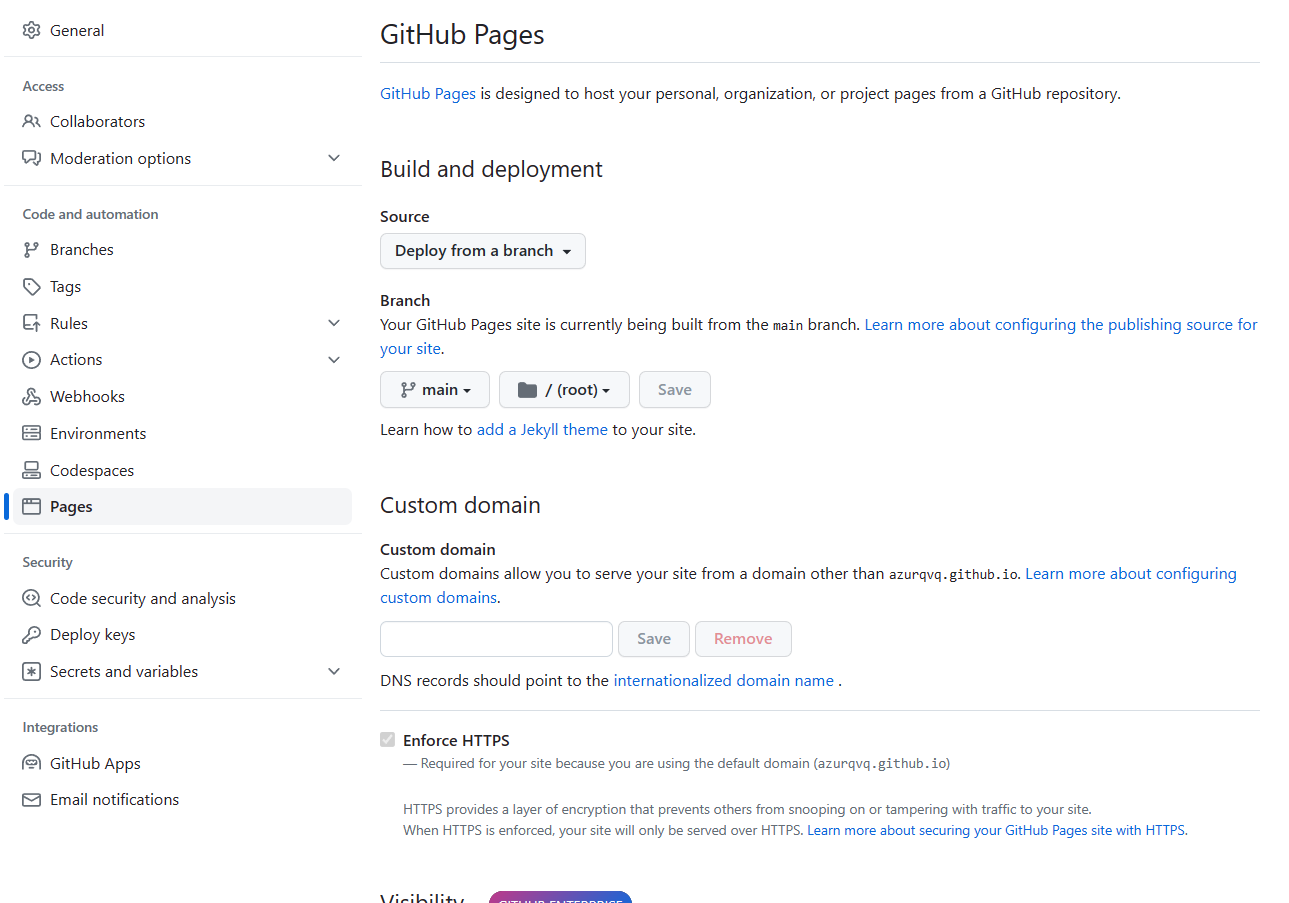 General
Access
Collaborators
Moderation options
Code and automation
Branches
Tags
Rules
Actions
Webhooks
Environments
Codespaces
Pages
Security
Code security and analysis
Deploy keys
Secrets and variables
Integrations
GitHub Apps
Email notifications
GitHub Pages
GitHub Pages is designed to host your personal, organization, or project pages from a GitHub repository.
Build and deployment
Source
Deploy from a branch
Branch
Your GitHub Pages site is currently being built from the main branch. Learn more about configuring the publishing source for
your site.
main / (root) Save
Learn how to add a Jekyll theme to your site.
Custom domain
Custom domain
Custom domains allow you to serve your site from a domain other than azurqvq.github.io. Learn more about configuring
custom domains.
Save Remove
DNS records should point to the internationalized domain name .
Enforce HTTPS
— Required for your site because you are using the default domain (azurqvq.github.io)
HTTPS provides a layer of encryption that prevents others from snooping on or tampering with traffic to your site.
When HTTPS is enforced, your site will only be served over HTTPS. Learn more about securing your GitHub Pages site with HTTPS.
Visibility GITHUB ENTERPRISE